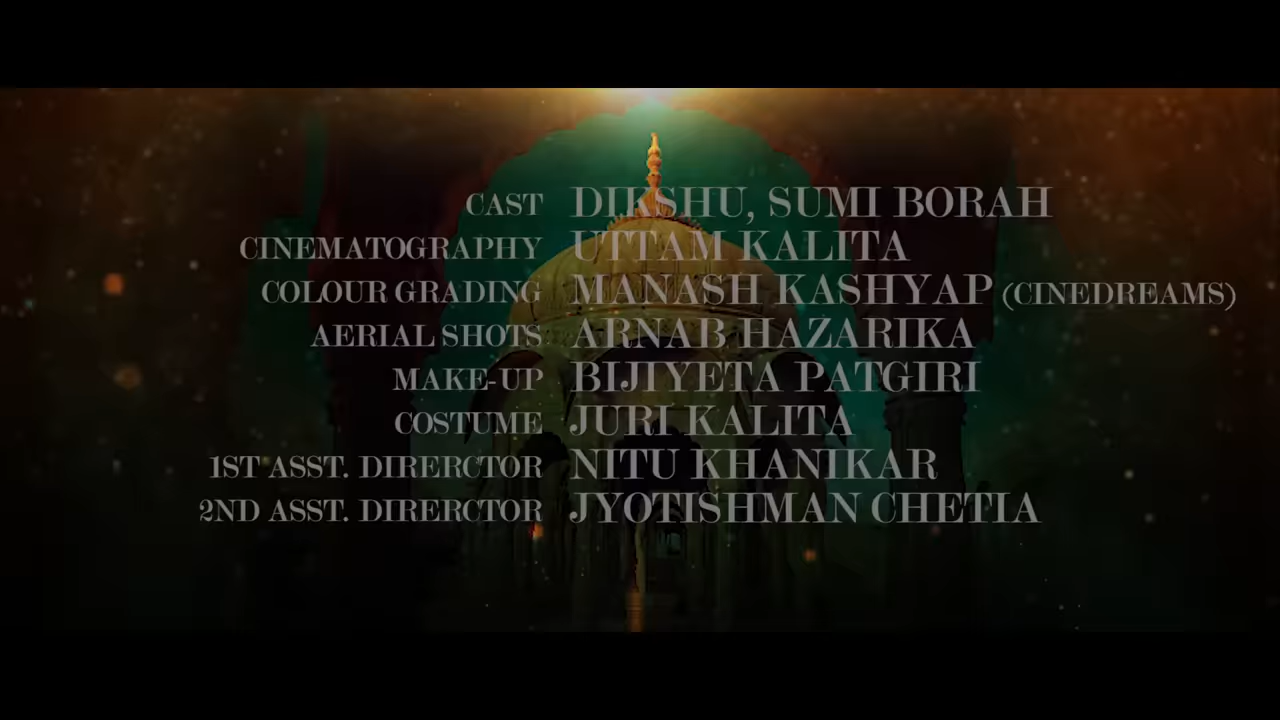 CAST DIKSHU, SUMI BORAH
CINEMATOGRAPHY UTTAM KALITA
COLOUR GRADING MANASH KASHYAP (CINEDREAMS)
AERIAL SHOTS ARNAB HAZARIKA
MAKE-UP BIJIYETA PATGIRI
COSTUME JURI KALITA
1ST ASST. DIRERCTOR NITU KHANIKAR
2ND ASST. DIRERCTOR JYOTISHMAN CHETIA